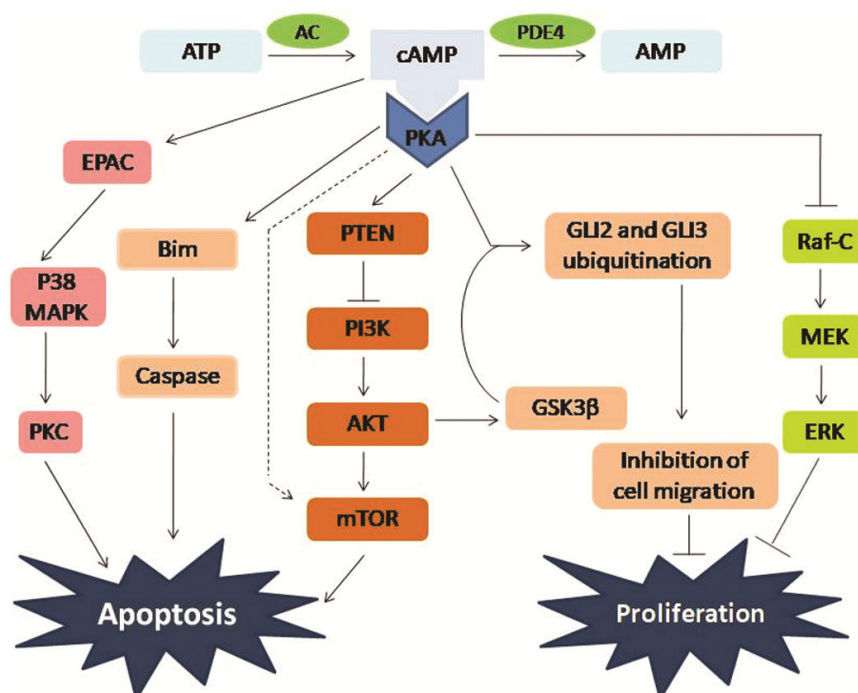 AC
PDE4
ATP
cAMP
AMP
PKA
EPAC
Bim
PTEN
GLI2 and GLI3
ubiquitination
Raf-C
P38
MAPK
PI3K
MEK
Caspase
GSK3β
PKC
AKT
ERK
Inhibition of
cell migration
mTOR
Apoptosis
Proliferation